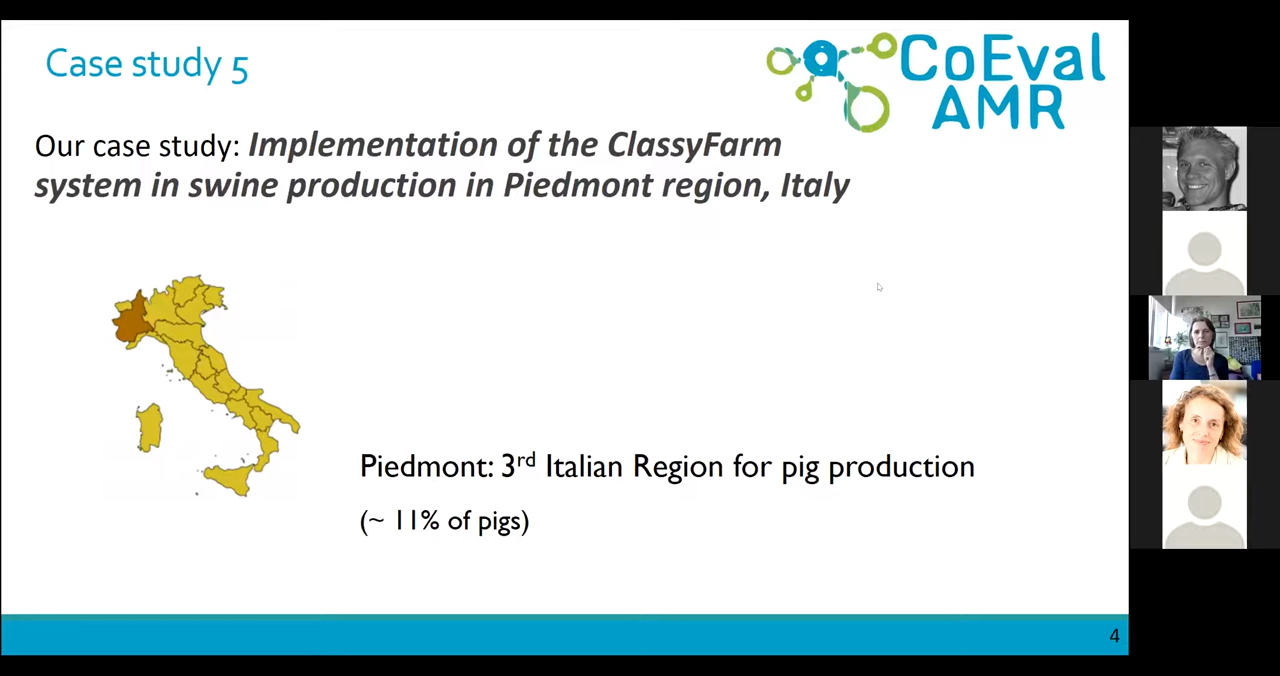 Case study 5
CoEval
AMR
Our case study: Implementation of the ClassyFarm
system in swine production in Piedmont region, Italy
Piedmont: 3rd Italian Region for pig production
(~ 11% of pigs)
4